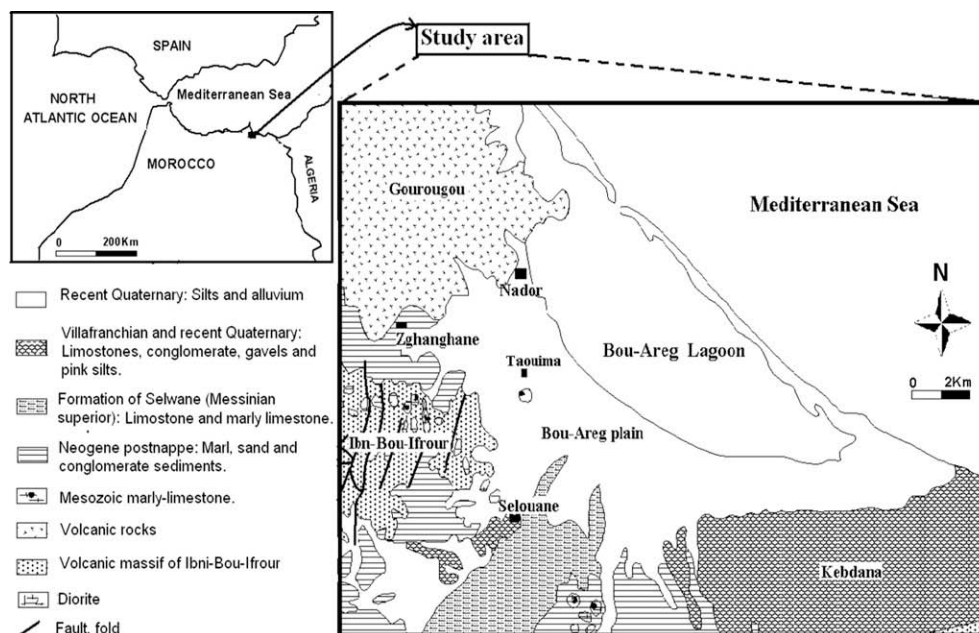 Study area
SPAIN
Mediterranean Sea
NORTH
ATLANTIC OCEAN
MOROCCO
ALGERIA
0 200Km
Recent Quaternary: Silts and alluvium
Villafranchian and recent Quaternary:
Limostones, conglomerate, gavels and
pink silts.
Formation of Selwane (Messinian
superior): Limostone and marly limestone.
Neogene postnappe: Marl, sand and
conglomerate sediments.
Mesozoic marly-limestone.
Volcanic rocks
Volcanic massif of Ibni-Bou-Ifrour
Diorite
Fault, fold
Gourougou
Mediterranean Sea
N
Nador
Zghanghane
Taouima
Bou-Areg Lagoon
0 2Km
Bou-Areg plain
Ibn-Bou-Ifrour
Selouane
Kebdana